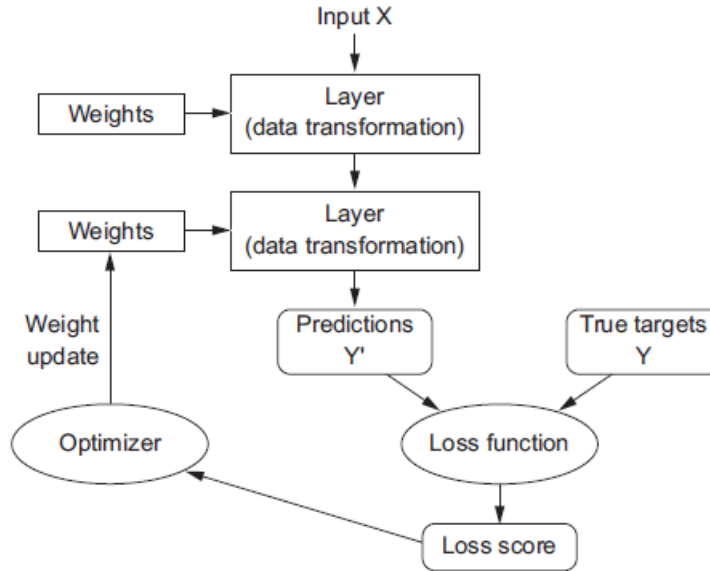 Input X
Weights
Layer
(data transformation)
Weights
Layer
(data transformation)
Weight
update
Predictions
Y'
True targets
Y
Optimizer
Loss function
Loss score